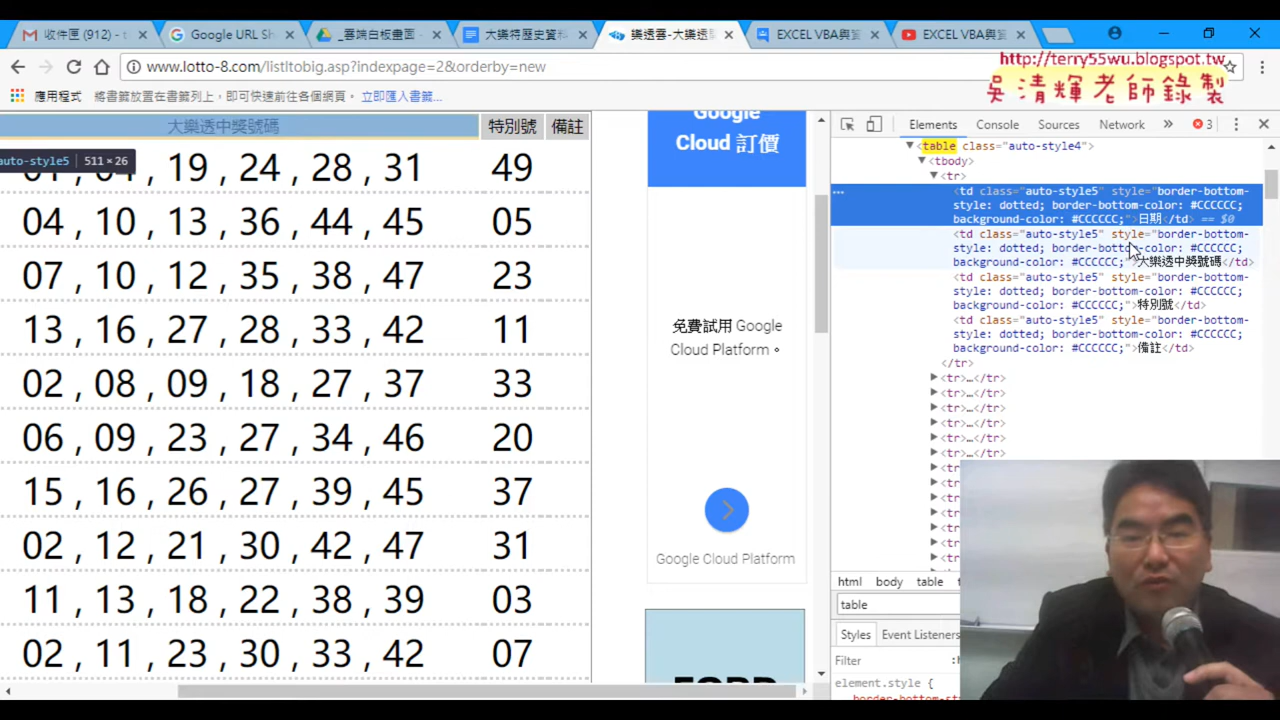 收件匣 (912) - t
Google URL Sh
_雲端白板畫面 -
大樂得歷史資料
樂透雲-大樂透
EXCEL VBA與資
EXCEL VBA與資
www.lotto-8.com/listltobig.asp?indexpage=2&orderby=new
http://terry55wu.blogspot.tw
吳清輝老師錄製
應用程式
將書籤放置在書籤列上，即可快速前往各個網頁。
立即匯入書籤...
大樂透中獎號碼 特別號 備註
auto-style5 511 × 26
01 , 04 , 19 , 24 , 28 , 31 49
04 , 10 , 13 , 36 , 44 , 45 05
07 , 10 , 12 , 35 , 38 , 47 23
13 , 16 , 27 , 28 , 33 , 42 11
02 , 08 , 09 , 18 , 27 , 37 33
06 , 09 , 23 , 27 , 34 , 46 20
15 , 16 , 26 , 27 , 39 , 45 37
02 , 12 , 21 , 30 , 42 , 47 31
11 , 13 , 18 , 22 , 38 , 39 03
02 , 11 , 23 , 30 , 33 , 42 07
Google
Cloud 訂價
免費試用 Google
Cloud Platform。
Google Cloud Platform
Elements Console Sources Network » 3
<table class="auto-style4">
<tbody>
<tr>
<td class="auto-style5" style="border-bottom-
style: dotted; border-bottom-color: #CCCCCC;
background-color: #CCCCCC;">日期</td> == $0
<td class="auto-style5" style="border-bottom-
style: dotted; border-bottom-color: #CCCCCC;
background-color: #CCCCCC;">大樂透中獎號碼</td>
<td class="auto-style5" style="border-bottom-
style: dotted; border-bottom-color: #CCCCCC;
background-color: #CCCCCC;">特別號</td>
<td class="auto-style5" style="border-bottom-
style: dotted; border-bottom-color: #CCCCCC;
background-color: #CCCCCC;">備註</td>
</tr>
<tr>…</tr>
<tr>…</tr>
<tr>…</tr>
<tr>…</tr>
<tr>…</tr>
<tr>…</tr>
<tr
<tr
<tr
<tr
<tr
<tr
<tr
html body table
table
Styles Event Listeners
Filter :h
element.style {